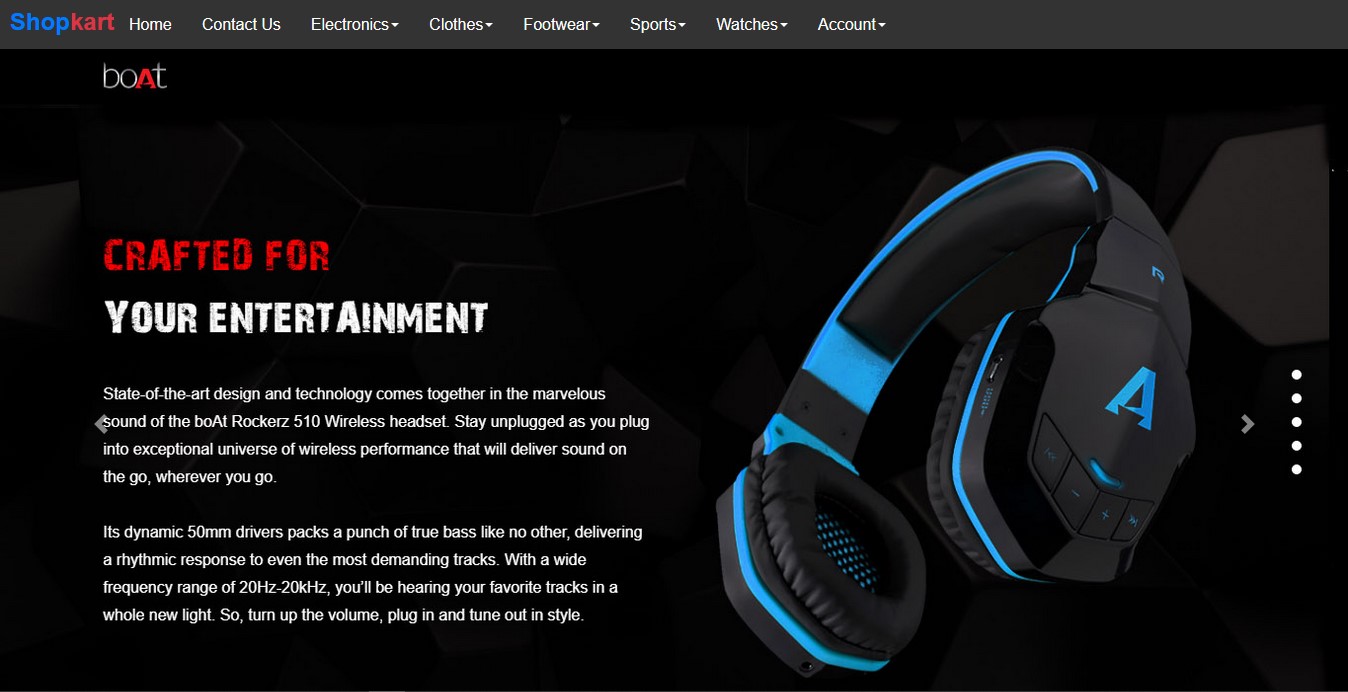 Shopkart Home Contact Us Electronics Clothes Footwear Sports Watches Account
boAt
CRAFTED FOR
YOUR ENTERTAINMENT
State-of-the-art design and technology comes together in the marvelous
sound of the boAt Rockerz 510 Wireless headset. Stay unplugged as you plug
into exceptional universe of wireless performance that will deliver sound on
the go, wherever you go.
Its dynamic 50mm drivers packs a punch of true bass like no other, delivering
a rhythmic response to even the most demanding tracks. With a wide
frequency range of 20Hz-20kHz, you’ll be hearing your favorite tracks in a
whole new light. So, turn up the volume, plug in and tune out in style.